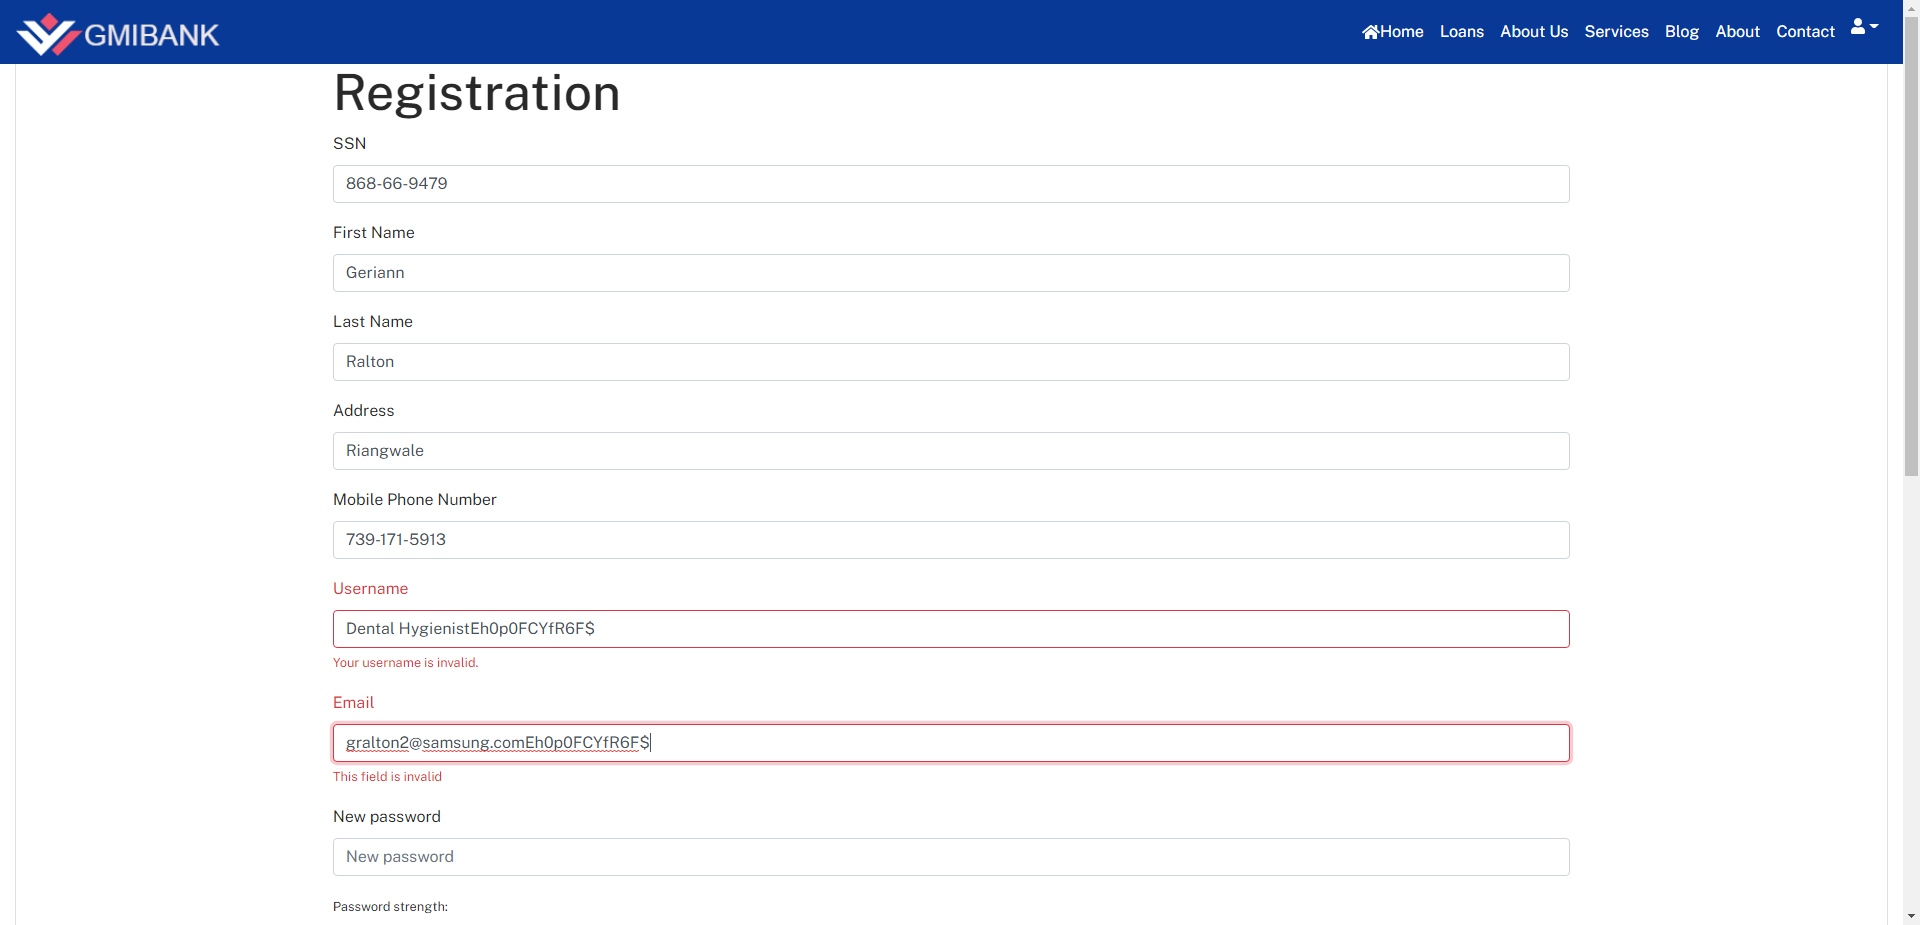 GMIBANK
Home Loans About Us Services Blog About Contact
Registration
SSN
868-66-9479
First Name
Geriann
Last Name
Ralton
Address
Riangwale
Mobile Phone Number
739-171-5913
Username
Dental HygienistEh0p0FCYfR6F$
Your username is invalid.
Email
gralton2@samsung.comEh0p0FCYfR6F$
This field is invalid
New password
New password
Password strength: